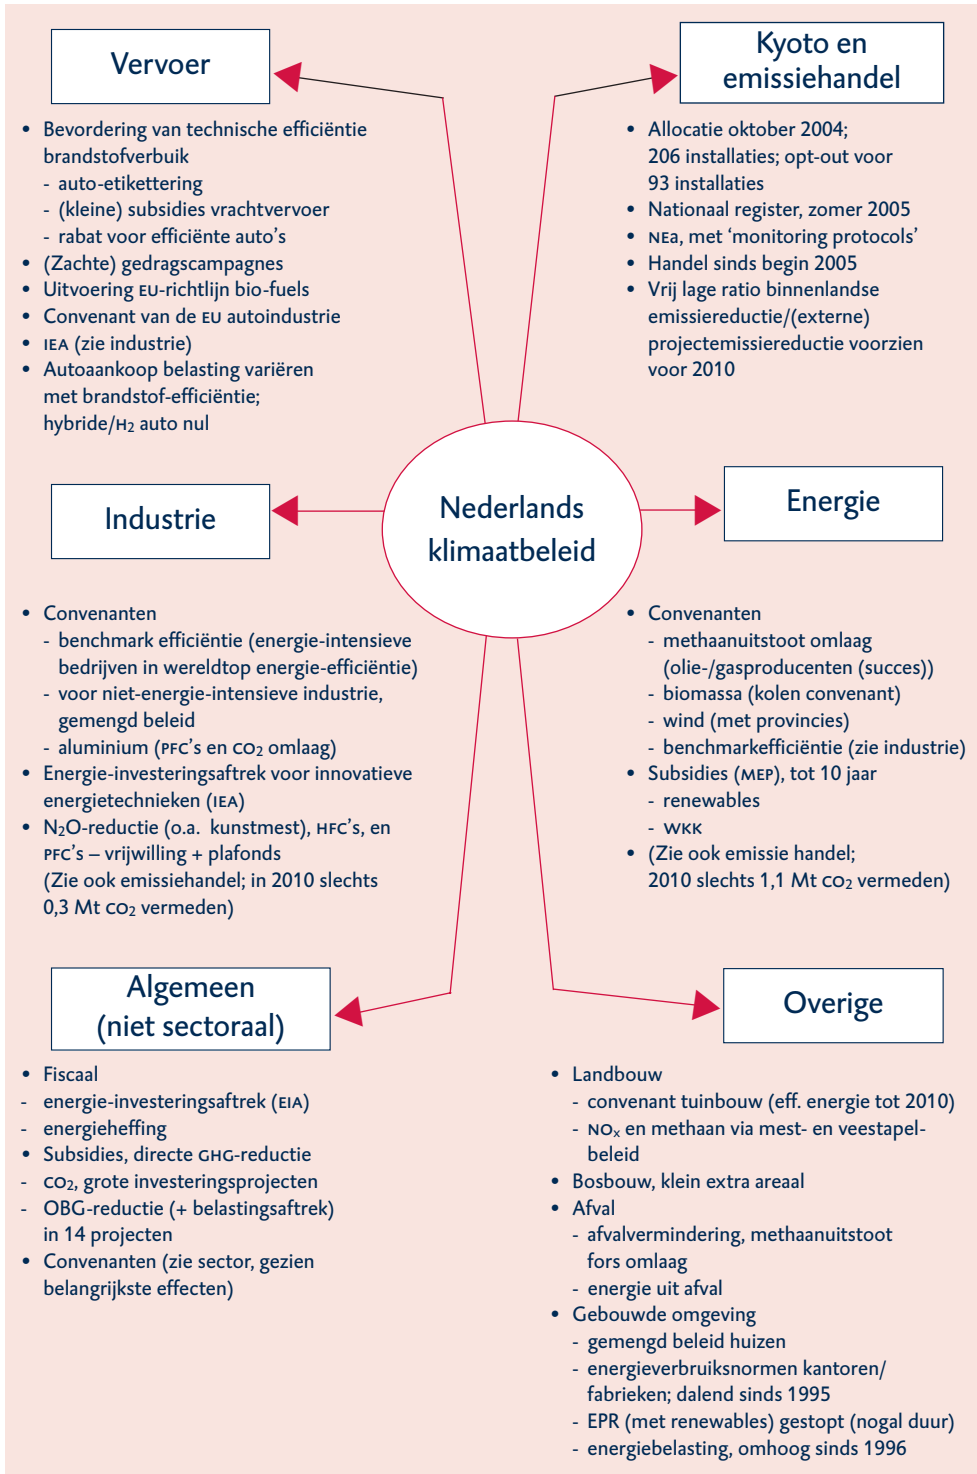 Vervoer
• Bevordering van technische efficiëntie
brandstofverbuik
- auto-etikettering
- (kleine) subsidies vrachtvervoer
- rabat voor efficiënte auto's
• (Zachte) gedragscampagnes
• Uitvoering EU-richtlijn bio-fuels
• Convenant van de EU autoindustrie
• IEA (zie industrie)
• Autoaankoop belasting variëren
met brandstof-efficiëntie;
hybride/H2 auto nul
Kyoto en
emissiehandel
• Allocatie oktober 2004;
206 installaties; opt-out voor
93 installaties
• Nationaal register, zomer 2005
• NEa, met 'monitoring protocols'
• Handel sinds begin 2005
• Vrij lage ratio binnenlandse
emissiereductie/(externe)
projectemissiereductie voorzien
voor 2010
Nederlands
klimaatbeleid
Industrie
• Convenanten
- benchmark efficiëntie (energie-intensieve
bedrijven in wereldtop energie-efficiëntie)
- voor niet-energie-intensieve industrie,
gemengd beleid
- aluminium (PFC's en CO2 omlaag)
• Energie-investeringsaftrek voor innovatieve
energietechnieken (IEA)
• N2O-reductie (o.a. kunstmest), HFC's, en
PFC's – vrijwilling + plafonds
(Zie ook emissiehandel; in 2010 slechts
0,3 Mt CO2 vermeden)
Energie
• Convenanten
- methaanuitstoot omlaag
(olie-/gasproducenten (succes))
- biomassa (kolen convenant)
- wind (met provincies)
- benchmarkefficiëntie (zie industrie)
• Subsidies (MEP), tot 10 jaar
- renewables
- WKK
• (Zie ook emissie handel;
2010 slechts 1,1 Mt CO2 vermeden)
Algemeen
(niet sectoraal)
• Fiscaal
- energie-investeringsaftrek (EIA)
- energieheffing
• Subsidies, directe GHG-reductie
- CO2, grote investeringsprojecten
- OBG-reductie (+ belastingsaftrek)
in 14 projecten
• Convenanten (zie sector, gezien
belangrijkste effecten)
Overige
• Landbouw
- convenant tuinbouw (eff. energie tot 2010)
- NOx en methaan via mest- en veestapel-
beleid
• Bosbouw, klein extra areaal
• Afval
- afvalvermindering, methaanuitstoot
fors omlaag
- energie uit afval
• Gebouwde omgeving
- gemengd beleid huizen
- energieverbruiksnormen kantoren/
fabrieken; dalend sinds 1995
- EPR (met renewables) gestopt (nogal duur)
- energiebelasting, omhoog sinds 1996